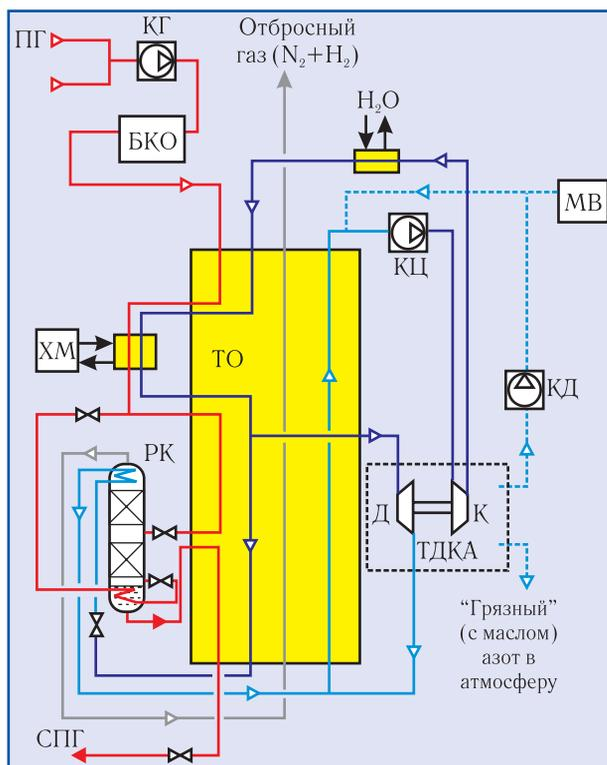 ПГ
КГ
Отбросный
газ (N₂+H₂)
H₂O
БКО
МВ
КЦ
ХМ
ТО
КД
РК
Д
К
ТДКА
“Грязный”
(с маслом)
азот в
атмосферу
СПГ